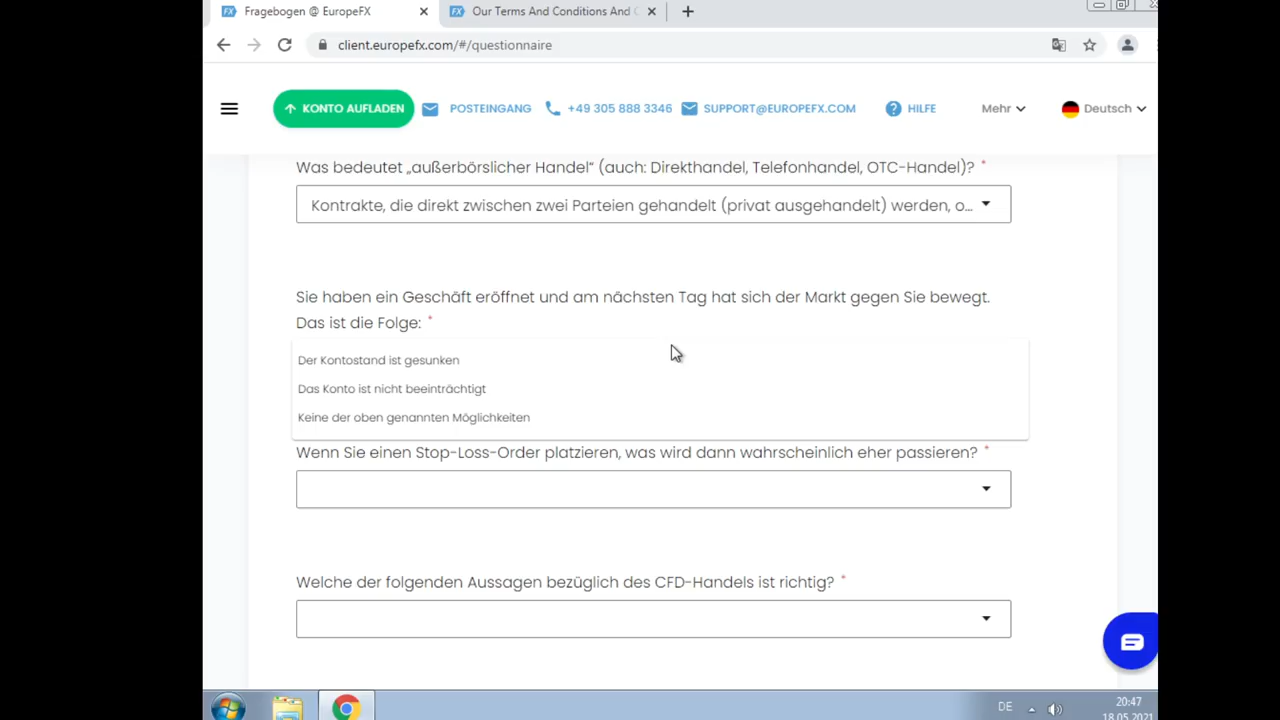 Fragebogen @ EuropeFX
Our Terms And Conditions And
client.europefx.com/#/questionnaire
KONTO AUFLADEN
POSTEINGANG
+49 305 888 3346
SUPPORT@EUROPEFX.COM
HILFE
Mehr
Deutsch
Was bedeutet „außerbörslicher Handel“ (auch: Direkthandel, Telefonhandel, OTC-Handel)? *
Kontrakte, die direkt zwischen zwei Parteien gehandelt (privat ausgehandelt) werden, o...
Sie haben ein Geschäft eröffnet und am nächsten Tag hat sich der Markt gegen Sie bewegt.
Das ist die Folge: *
Der Kontostand ist gesunken
Das Konto ist nicht beeinträchtigt
Keine der oben genannten Möglichkeiten
Wenn Sie einen Stop-Loss-Order platzieren, was wird dann wahrscheinlich eher passieren? *
Welche der folgenden Aussagen bezüglich des CFD-Handels ist richtig? *
DE
20:47
18.05.2021